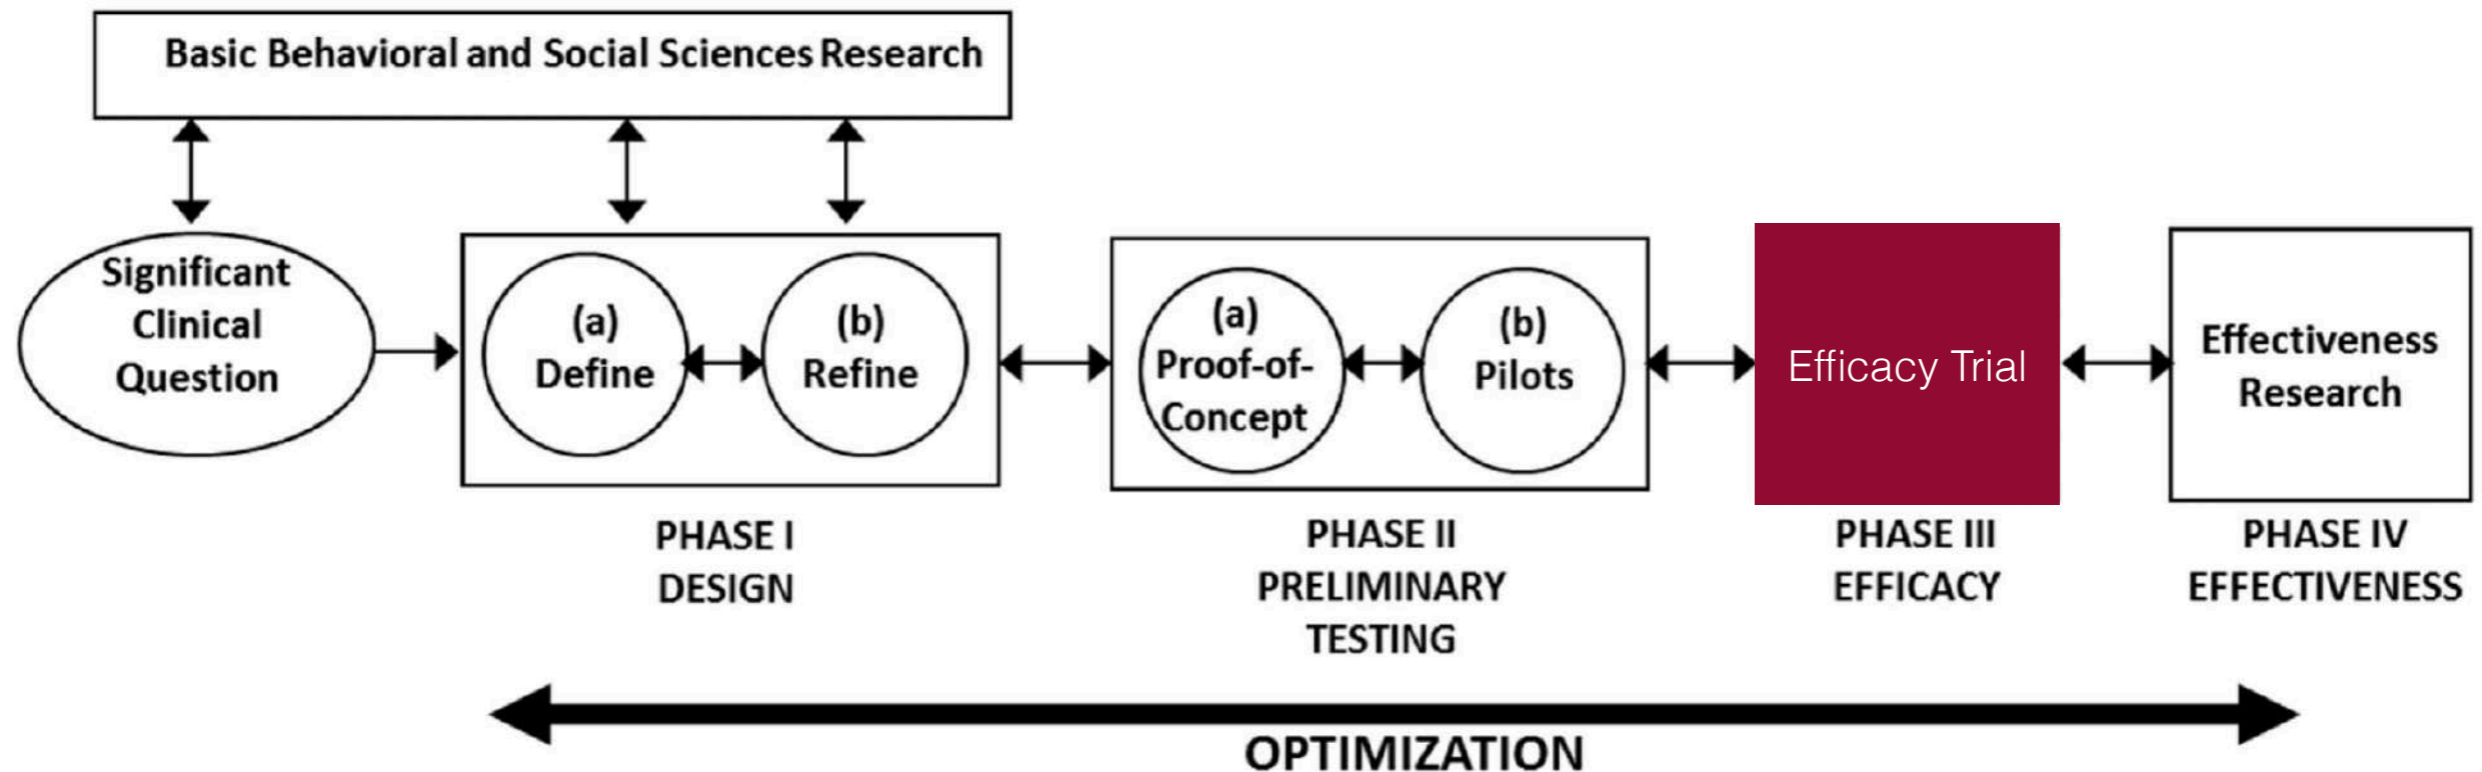 Basic Behavioral and Social Sciences Research
Significant
Clinical
Question
(a)
Define
(b)
Refine
(a)
Proof-of-
Concept
(b)
Pilots
Efficacy Trial
Effectiveness
Research
PHASE I
DESIGN
PHASE II
PRELIMINARY
TESTING
PHASE III
EFFICACY
PHASE IV
EFFECTIVENESS
OPTIMIZATION